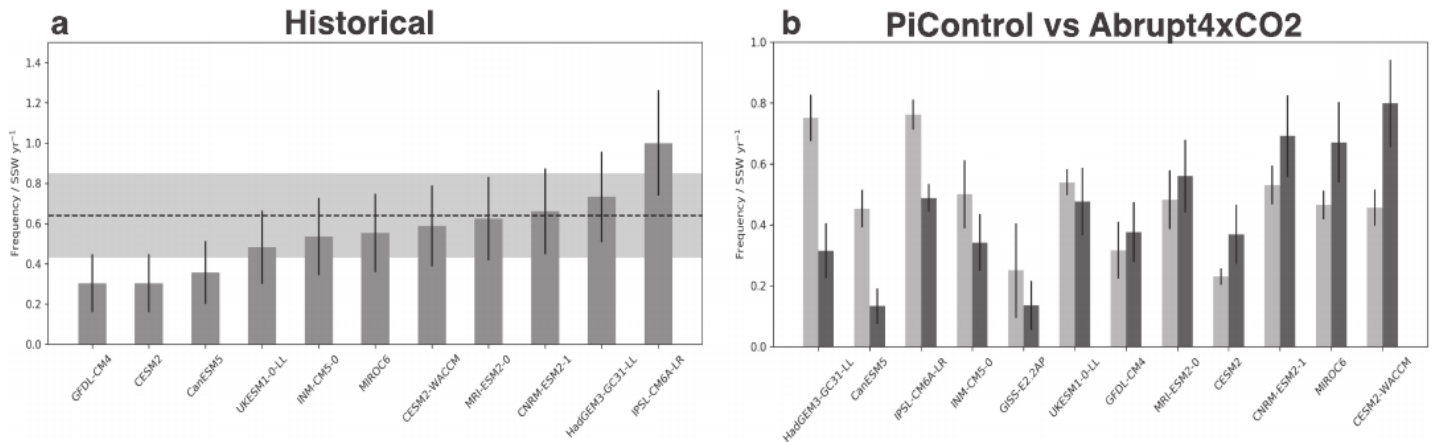 a Historical
Frequency / SSW yr⁻¹
1.4
1.2
1.0
0.8
0.6
0.4
0.2
0.0
GFDL-CM4
CESM2
CanESM5
UKESM1-0-LL
INM-CM5-0
MIROC6
CESM2-WACCM
MRI-ESM2-0
CNRM-ESM2-1
HadGEM3-GC31-LL
IPSL-CM6A-LR
b PiControl vs Abrupt4xCO2
Frequency / SSW yr⁻¹
1.0
0.8
0.6
0.4
0.2
0.0
HadGEM3-GC31-LL
CanESM5
IPSL-CM6A-LR
INM-CM5-0
GISS-E2.2AP
UKESM1-0-LL
GFDL-CM4
MRI-ESM2-0
CESM2
CNRM-ESM2-1
MIROC6
CESM2-WACCM